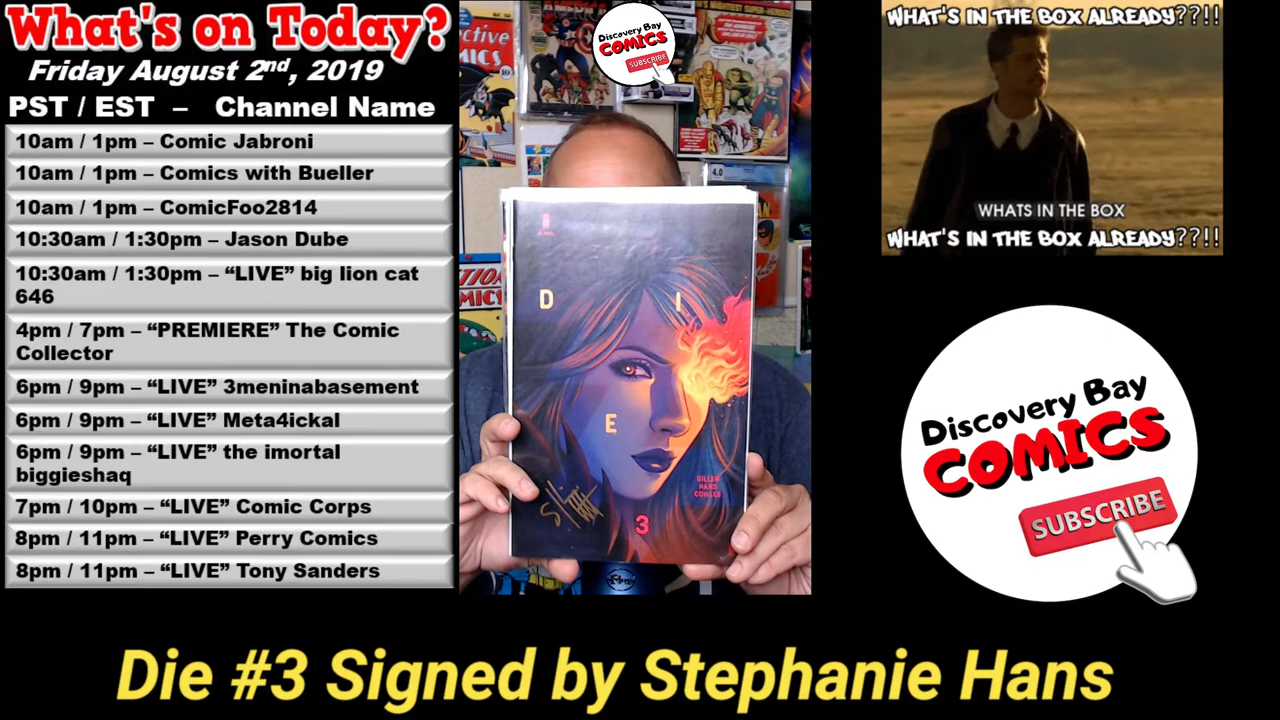 What's on Today?
Friday August 2nd, 2019
PST / EST – Channel Name
10am / 1pm – Comic Jabroni
10am / 1pm – Comics with Bueller
10am / 1pm – ComicFoo2814
10:30am / 1:30pm – Jason Dube
10:30am / 1:30pm – “LIVE” big lion cat
646
4pm / 7pm – “PREMIERE” The Comic
Collector
6pm / 9pm – “LIVE” 3meninabasement
6pm / 9pm – “LIVE” Meta4ickal
6pm / 9pm – “LIVE” the imortal
biggieshaq
7pm / 10pm – “LIVE” Comic Corps
8pm / 11pm – “LIVE” Perry Comics
8pm / 11pm – “LIVE” Tony Sanders
Discovery Bay
COMICS
SUBSCRIBE
4.0
D I
E
GILLEN
HANS
COWLES
3
WHAT'S IN THE BOX ALREADY??!!
WHATS IN THE BOX
WHAT'S IN THE BOX ALREADY??!!
Discovery Bay
COMICS
SUBSCRIBE
Die #3 Signed by Stephanie Hans